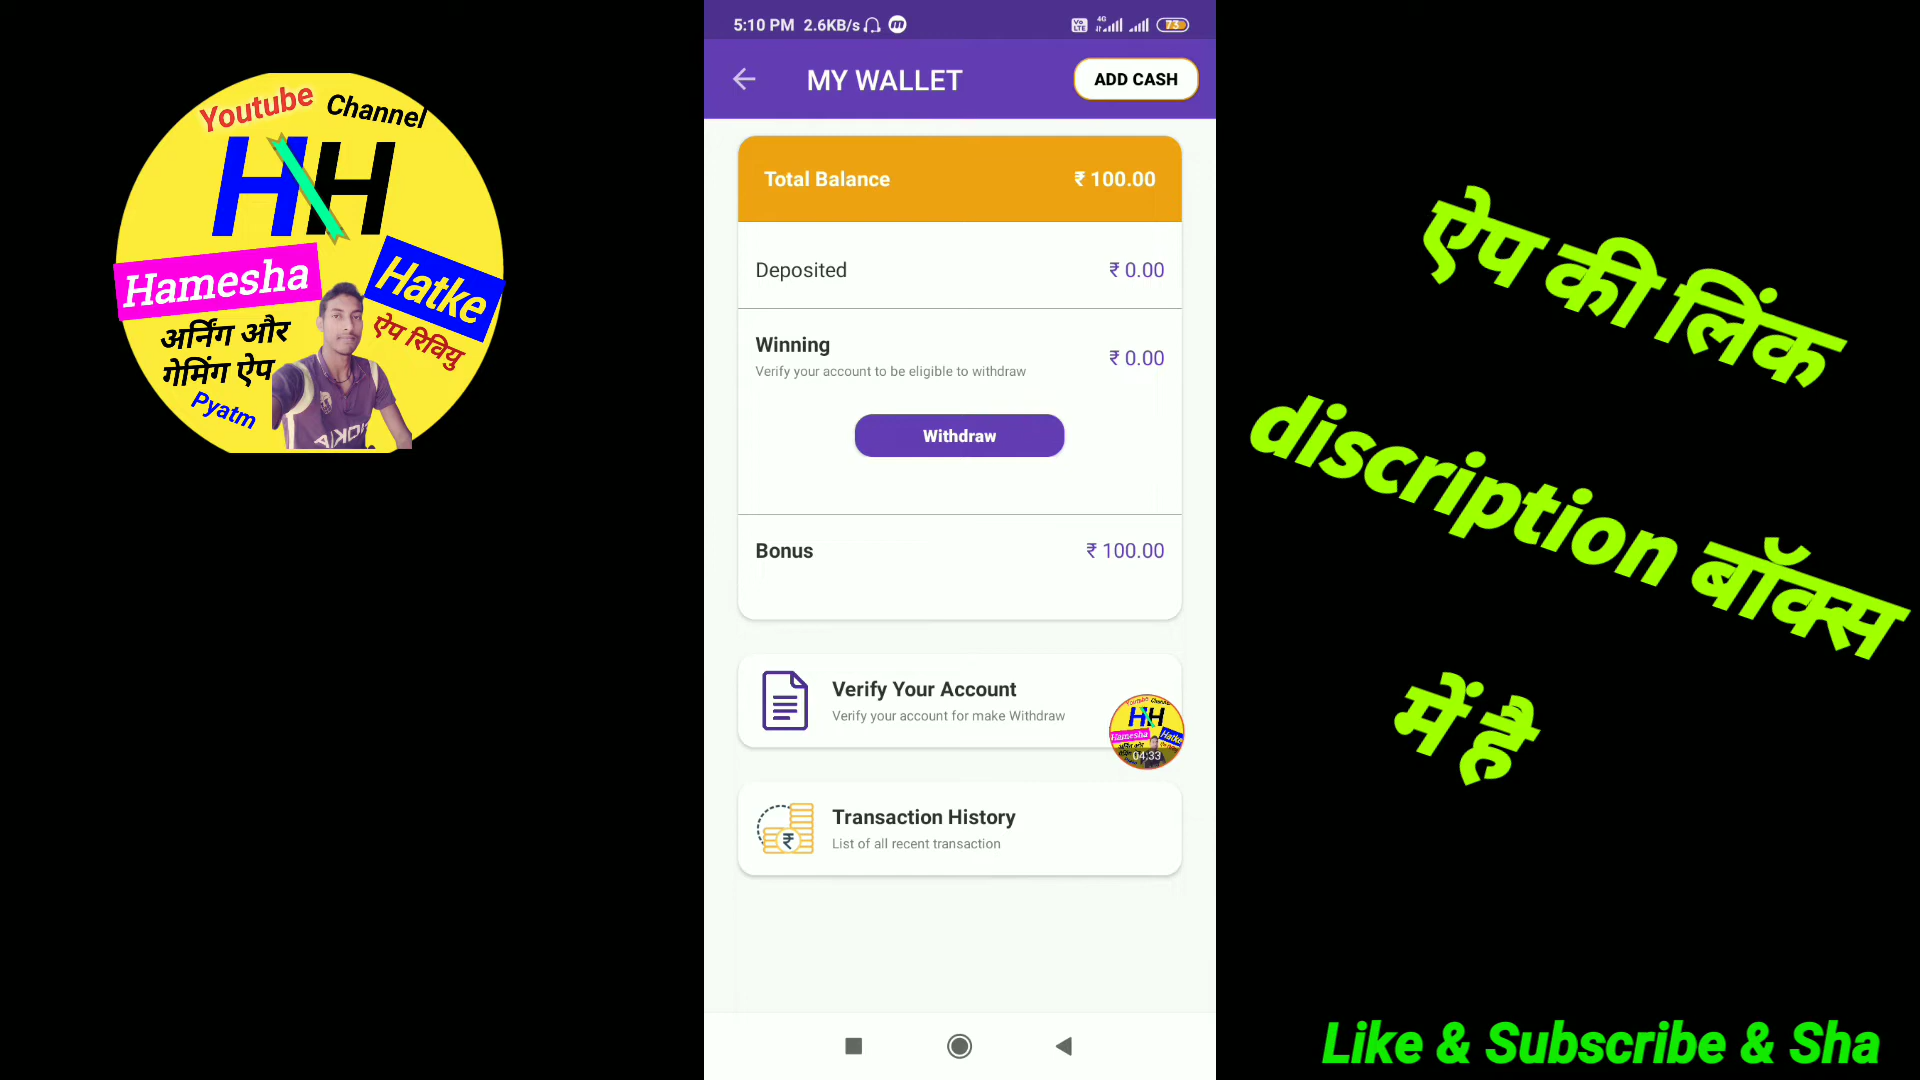 Youtube Channel
HH
Hamesha
Hatke
अर्निंग और
गेमिंग ऐप
ऐप रिवियु
Pyatm
5:10 PM 2.6KB/s
4G
73
MY WALLET
ADD CASH
Total Balance ₹ 100.00
Deposited ₹ 0.00
Winning ₹ 0.00
Verify your account to be eligible to withdraw
Withdraw
Bonus ₹ 100.00
Verify Your Account
Verify your account for make Withdraw
04:33
Transaction History
List of all recent transaction
ऐप की लिंक
discription बॉक्स
में है
Like & Subscribe & Sha